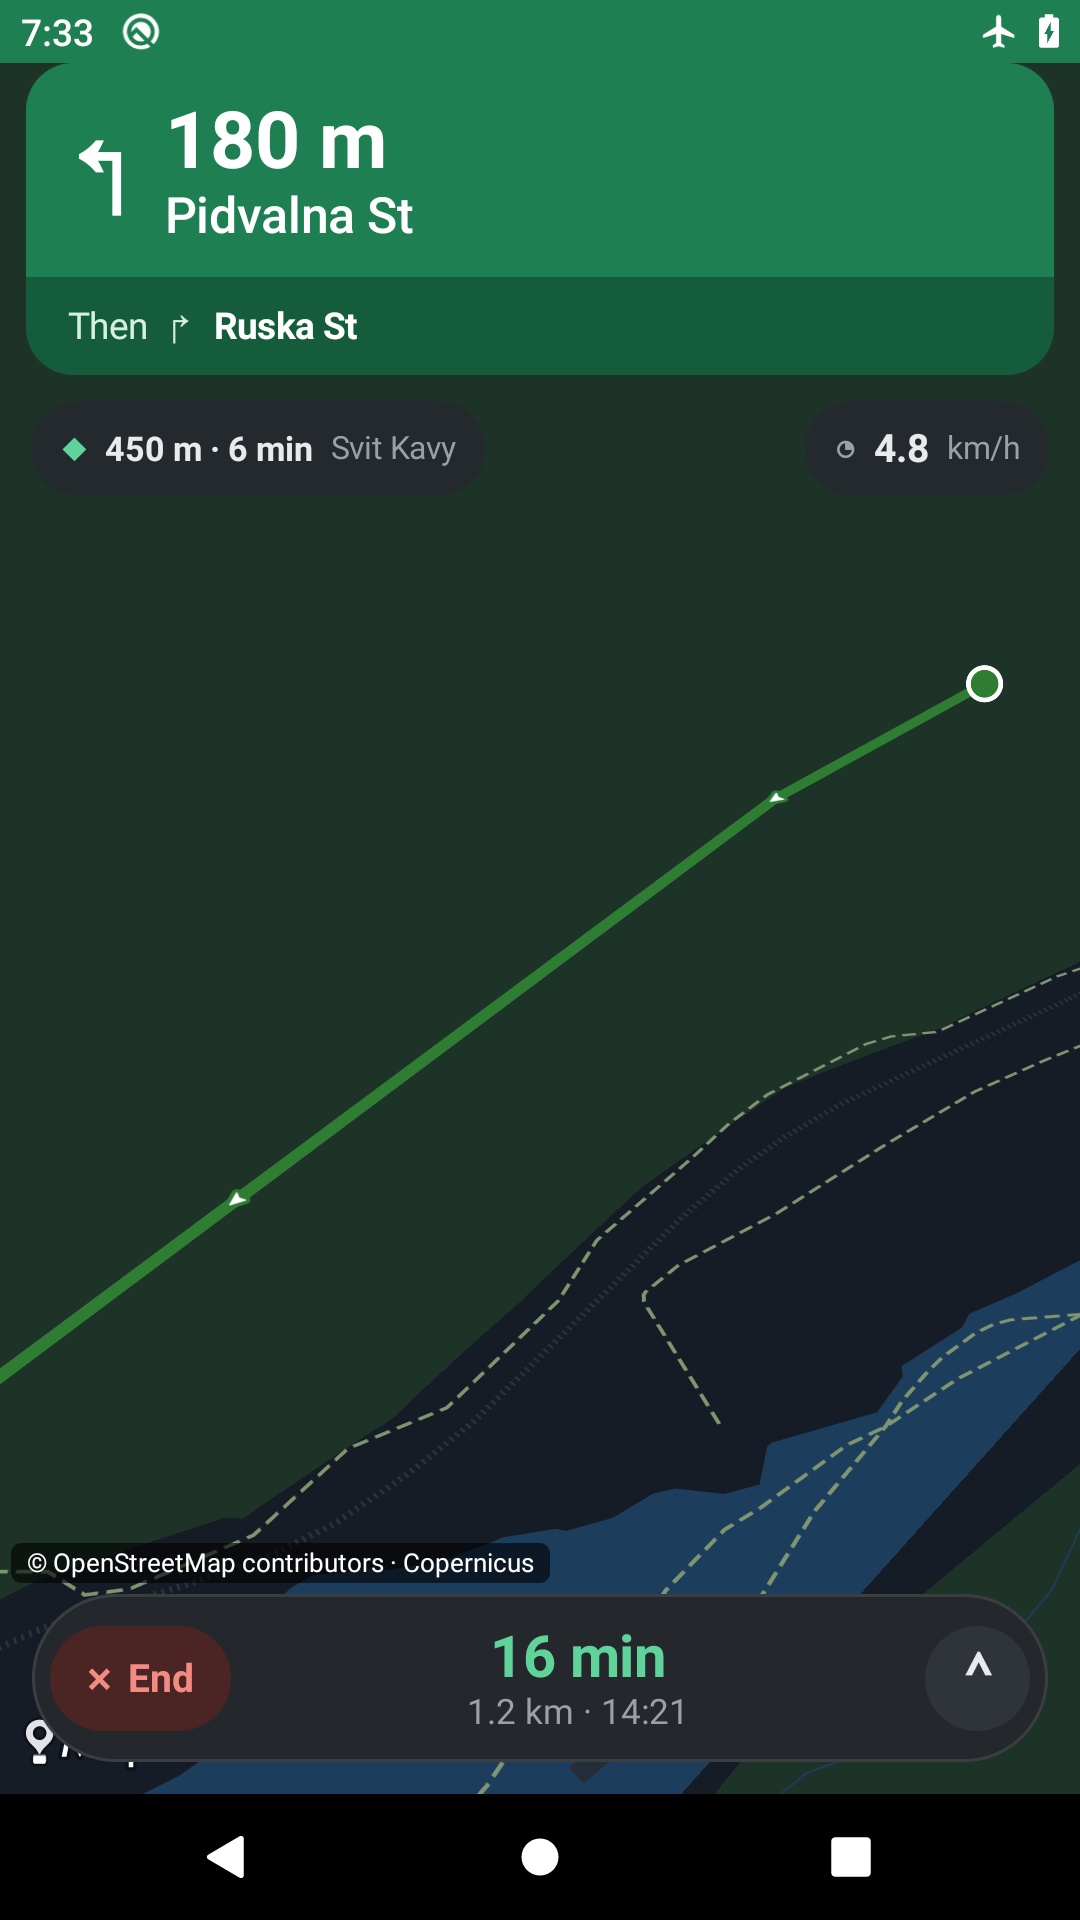 7:33
180 m
Pidvalna St
Then Ruska St
450 m · 6 min Svit Kavy
4.8 km/h
© OpenStreetMap contributors · Copernicus
× End
16 min
1.2 km · 14:21